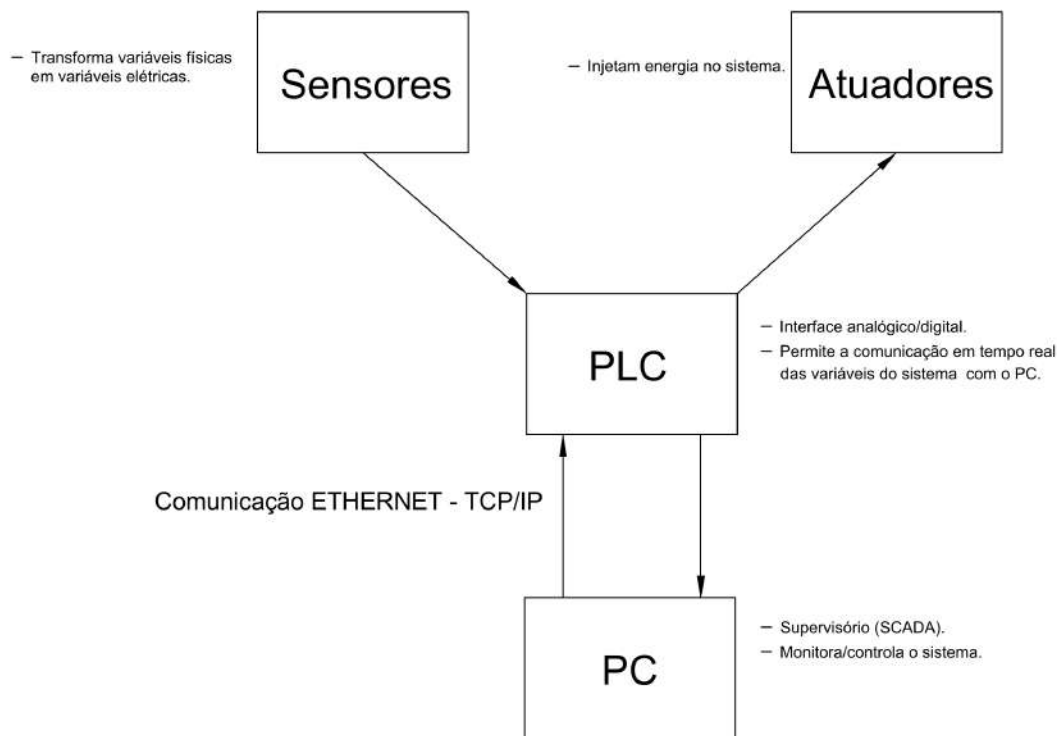 – Transforma variáveis físicas
em variáveis elétricas.
Sensores
– Injetam energia no sistema.
Atuadores
PLC
– Interface analógico/digital.
– Permite a comunicação em tempo real
das variáveis do sistema com o PC.
Comunicação ETHERNET - TCP/IP
PC
– Supervisório (SCADA).
– Monitora/controla o sistema.